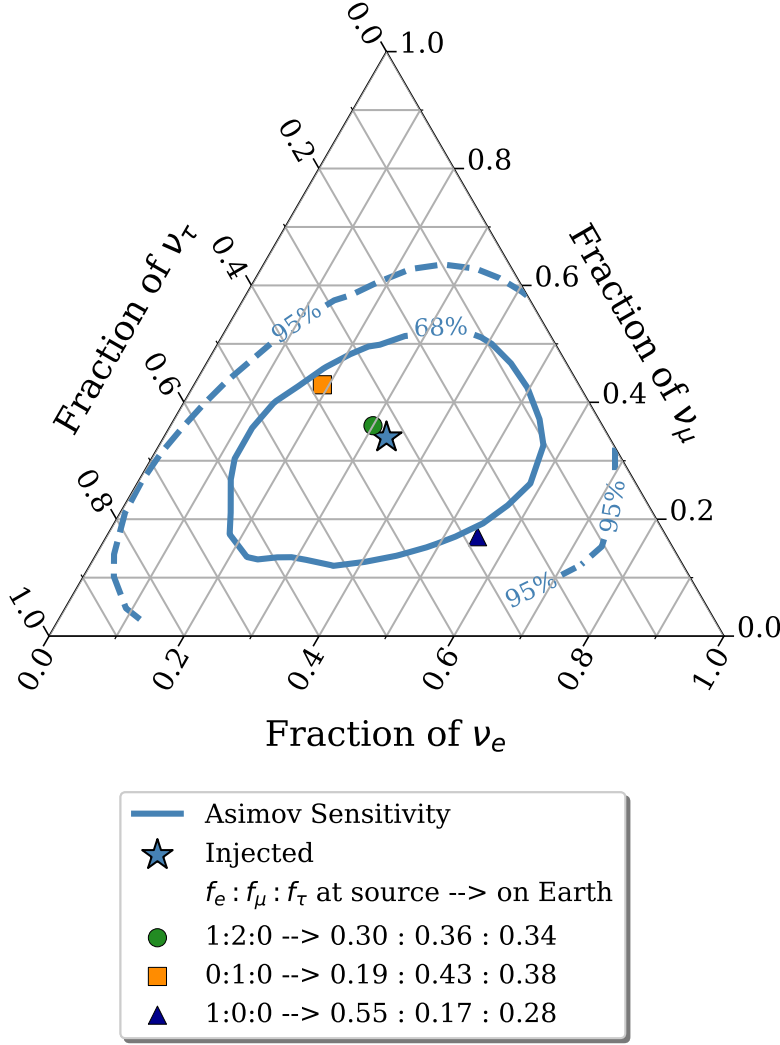 0.0
1.0
0.2
0.8
0.4
0.6
0.6
0.4
0.8
0.2
1.0
0.0
Fraction of ντ
Fraction of νμ
95%
68%
95%
95%
0.0
0.2
0.4
0.6
0.8
1.0
Fraction of νe
Asimov Sensitivity
Injected
fe : fμ : fτ at source --> on Earth
1:2:0 --> 0.30 : 0.36 : 0.34
0:1:0 --> 0.19 : 0.43 : 0.38
1:0:0 --> 0.55 : 0.17 : 0.28